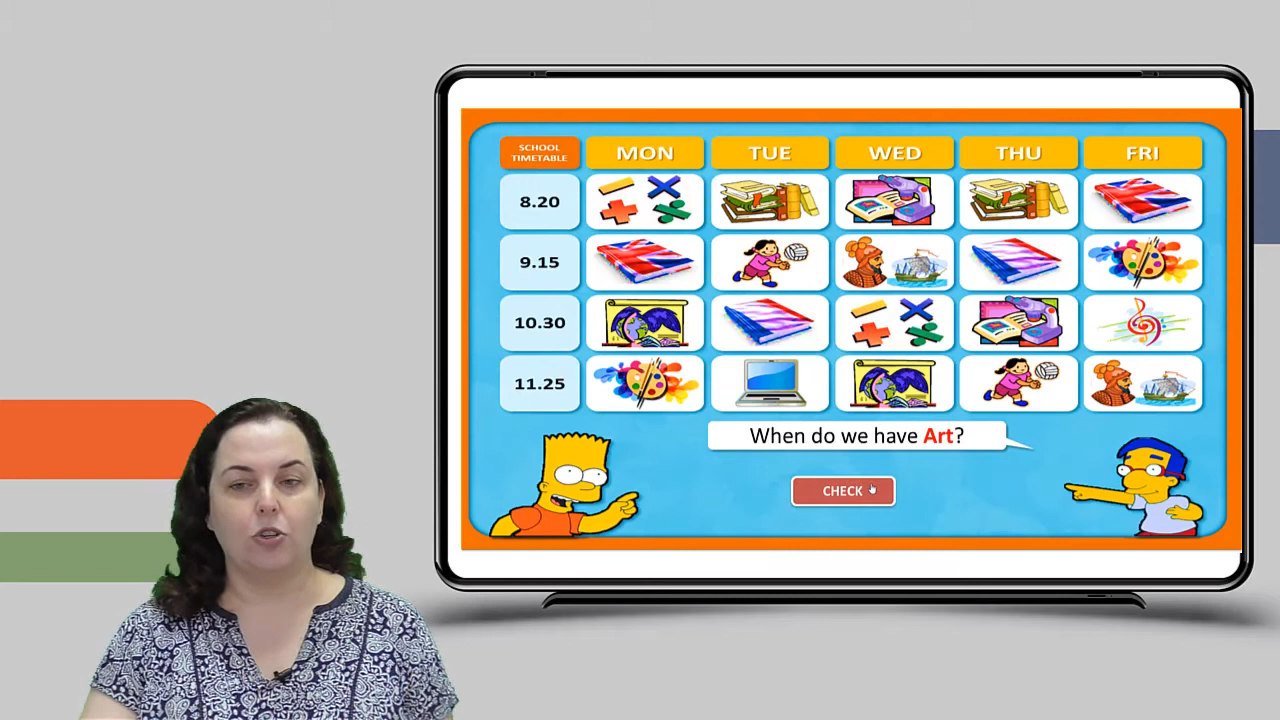 SCHOOL
TIMETABLE
MON
TUE
WED
THU
FRI
8.20
9.15
10.30
11.25
When do we have Art?
CHECK